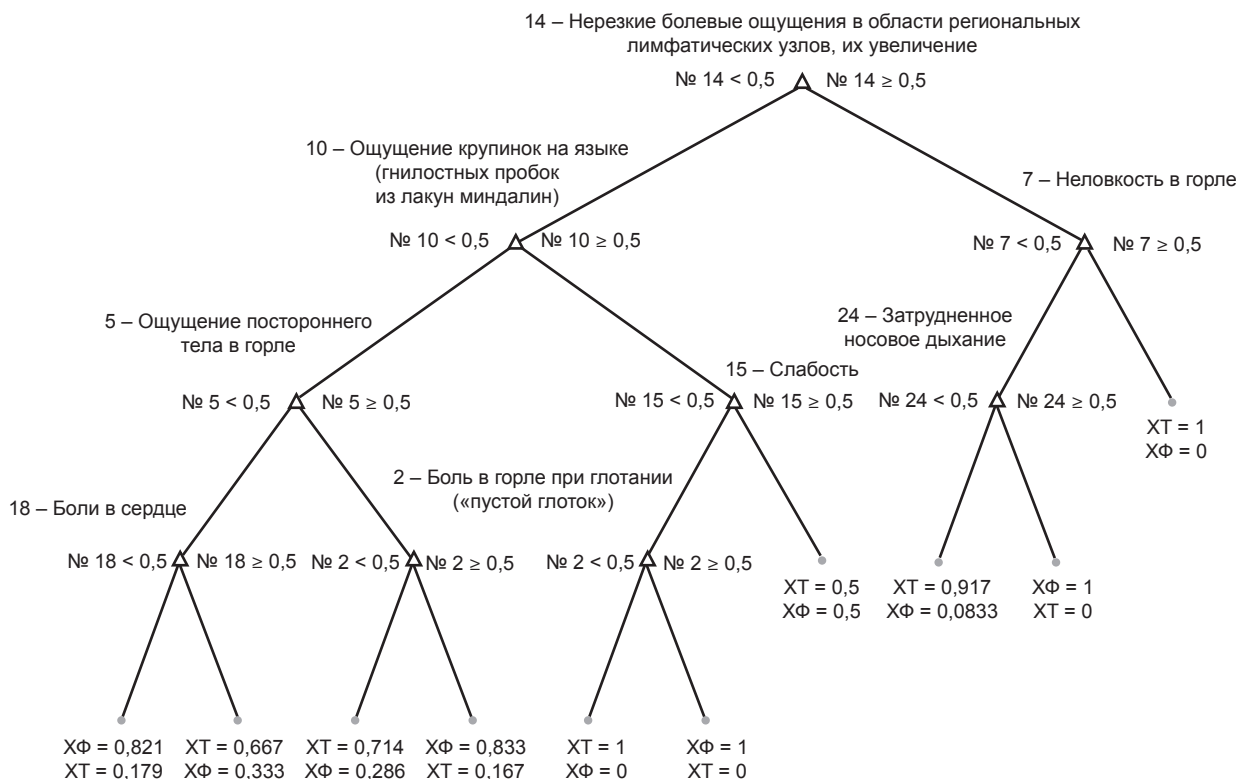 14 – Нерезкие болевые ощущения в области региональных
лимфатических узлов, их увеличение
№ 14 < 0,5
№ 14 ≥ 0,5
10 – Ощущение крупинок на языке
(гнилостных пробок
из лакун миндалин)
7 – Неловкость в горле
№ 10 < 0,5
№ 10 ≥ 0,5
№ 7 < 0,5
№ 7 ≥ 0,5
5 – Ощущение постороннего
тела в горле
24 – Затрудненное
носовое дыхание
15 – Слабость
№ 5 < 0,5
№ 5 ≥ 0,5
№ 15 < 0,5
№ 15 ≥ 0,5
№ 24 < 0,5
№ 24 ≥ 0,5
ХТ = 1
ХФ = 0
2 – Боль в горле при глотании
(«пустой глоток»)
18 – Боли в сердце
№ 18 < 0,5
№ 18 ≥ 0,5
№ 2 < 0,5
№ 2 ≥ 0,5
№ 2 < 0,5
№ 2 ≥ 0,5
ХТ = 0,5
ХФ = 0,5
ХТ = 0,917
ХФ = 0,0833
ХФ = 1
ХТ = 0
ХФ = 0,821
ХТ = 0,179
ХТ = 0,667
ХФ = 0,333
ХТ = 0,714
ХФ = 0,286
ХФ = 0,833
ХТ = 0,167
ХТ = 1
ХФ = 0
ХФ = 1
ХТ = 0